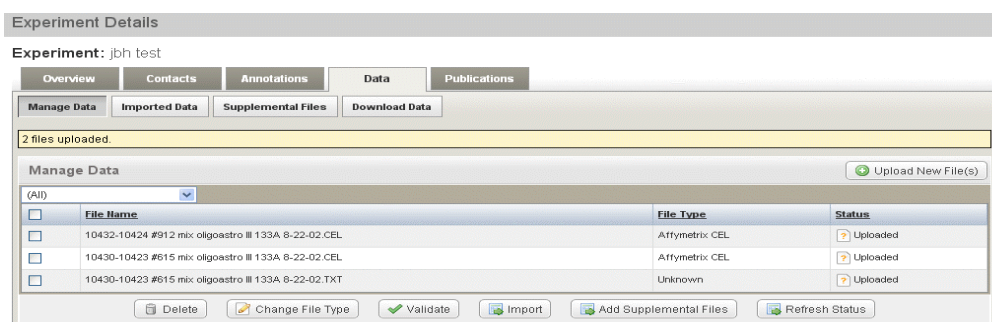 Experiment Details
Experiment: jbh test
Overview Contacts Annotations Data Publications
Manage Data Imported Data Supplemental Files Download Data
2 files uploaded.
Manage Data Upload New File(s)
(All)
File Name File Type Status
10432-10424 #912 mix oligoastro III 133A 8-22-02.CEL Affymetrix CEL Uploaded
10430-10423 #615 mix oligoastro III 133A 8-22-02.CEL Affymetrix CEL Uploaded
10430-10423 #615 mix oligoastro III 133A 8-22-02.TXT Unknown Uploaded
Delete Change File Type Validate Import Add Supplemental Files Refresh Status